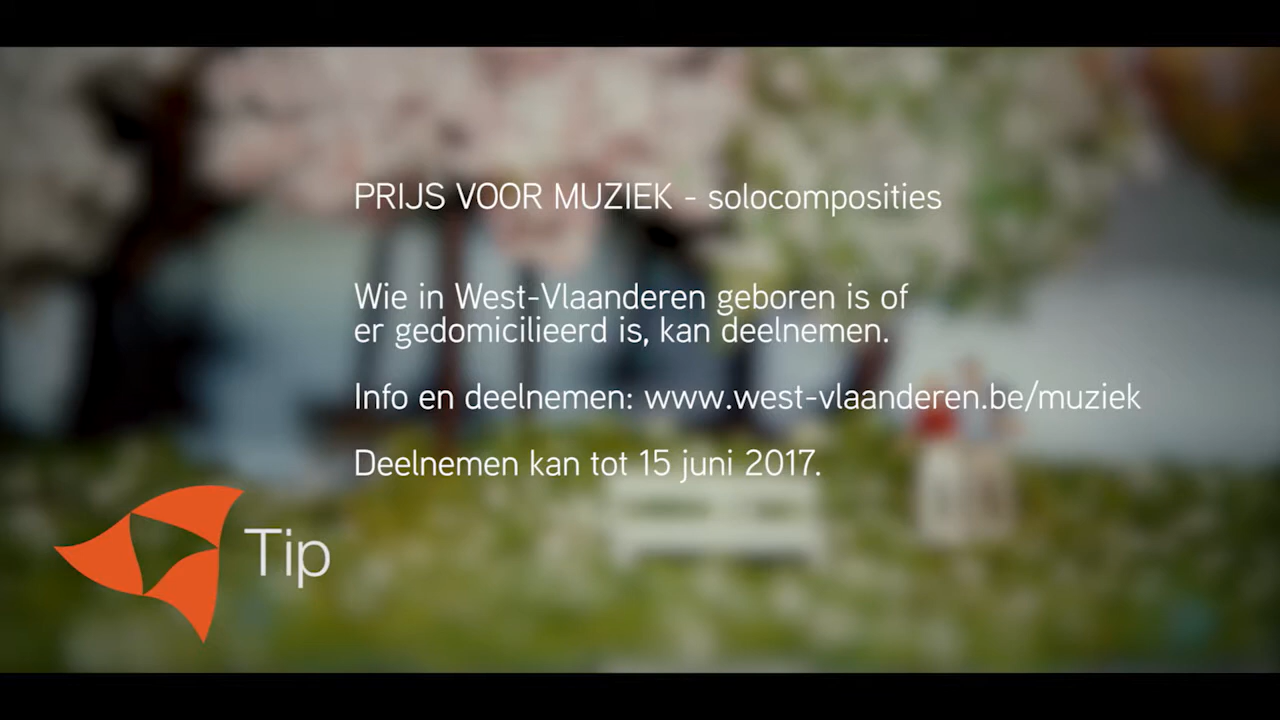 PRIJS VOOR MUZIEK - solocomposities
Wie in West-Vlaanderen geboren is of
er gedomicilieerd is, kan deelnemen.
Info en deelnemen: www.west-vlaanderen.be/muziek
Deelnemen kan tot 15 juni 2017.
Tip